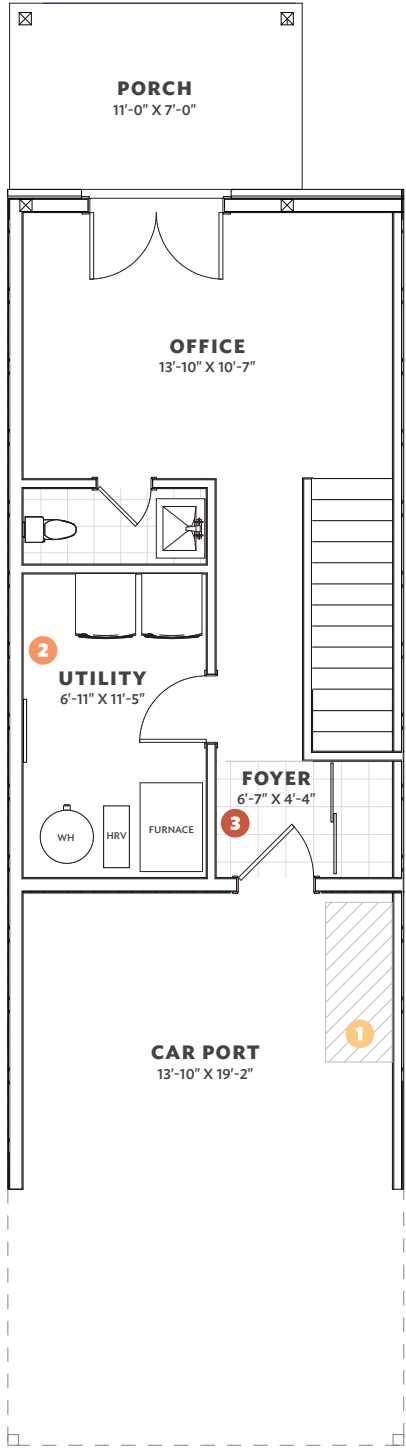 PORCH
11'-0" X 7'-0"
OFFICE
13'-10" X 10'-7"
2
UTILITY
6'-11" X 11'-5"
FOYER
6'-7" X 4'-4"
3
WH
HRV
FURNACE
1
CAR PORT
13'-10" X 19'-2"